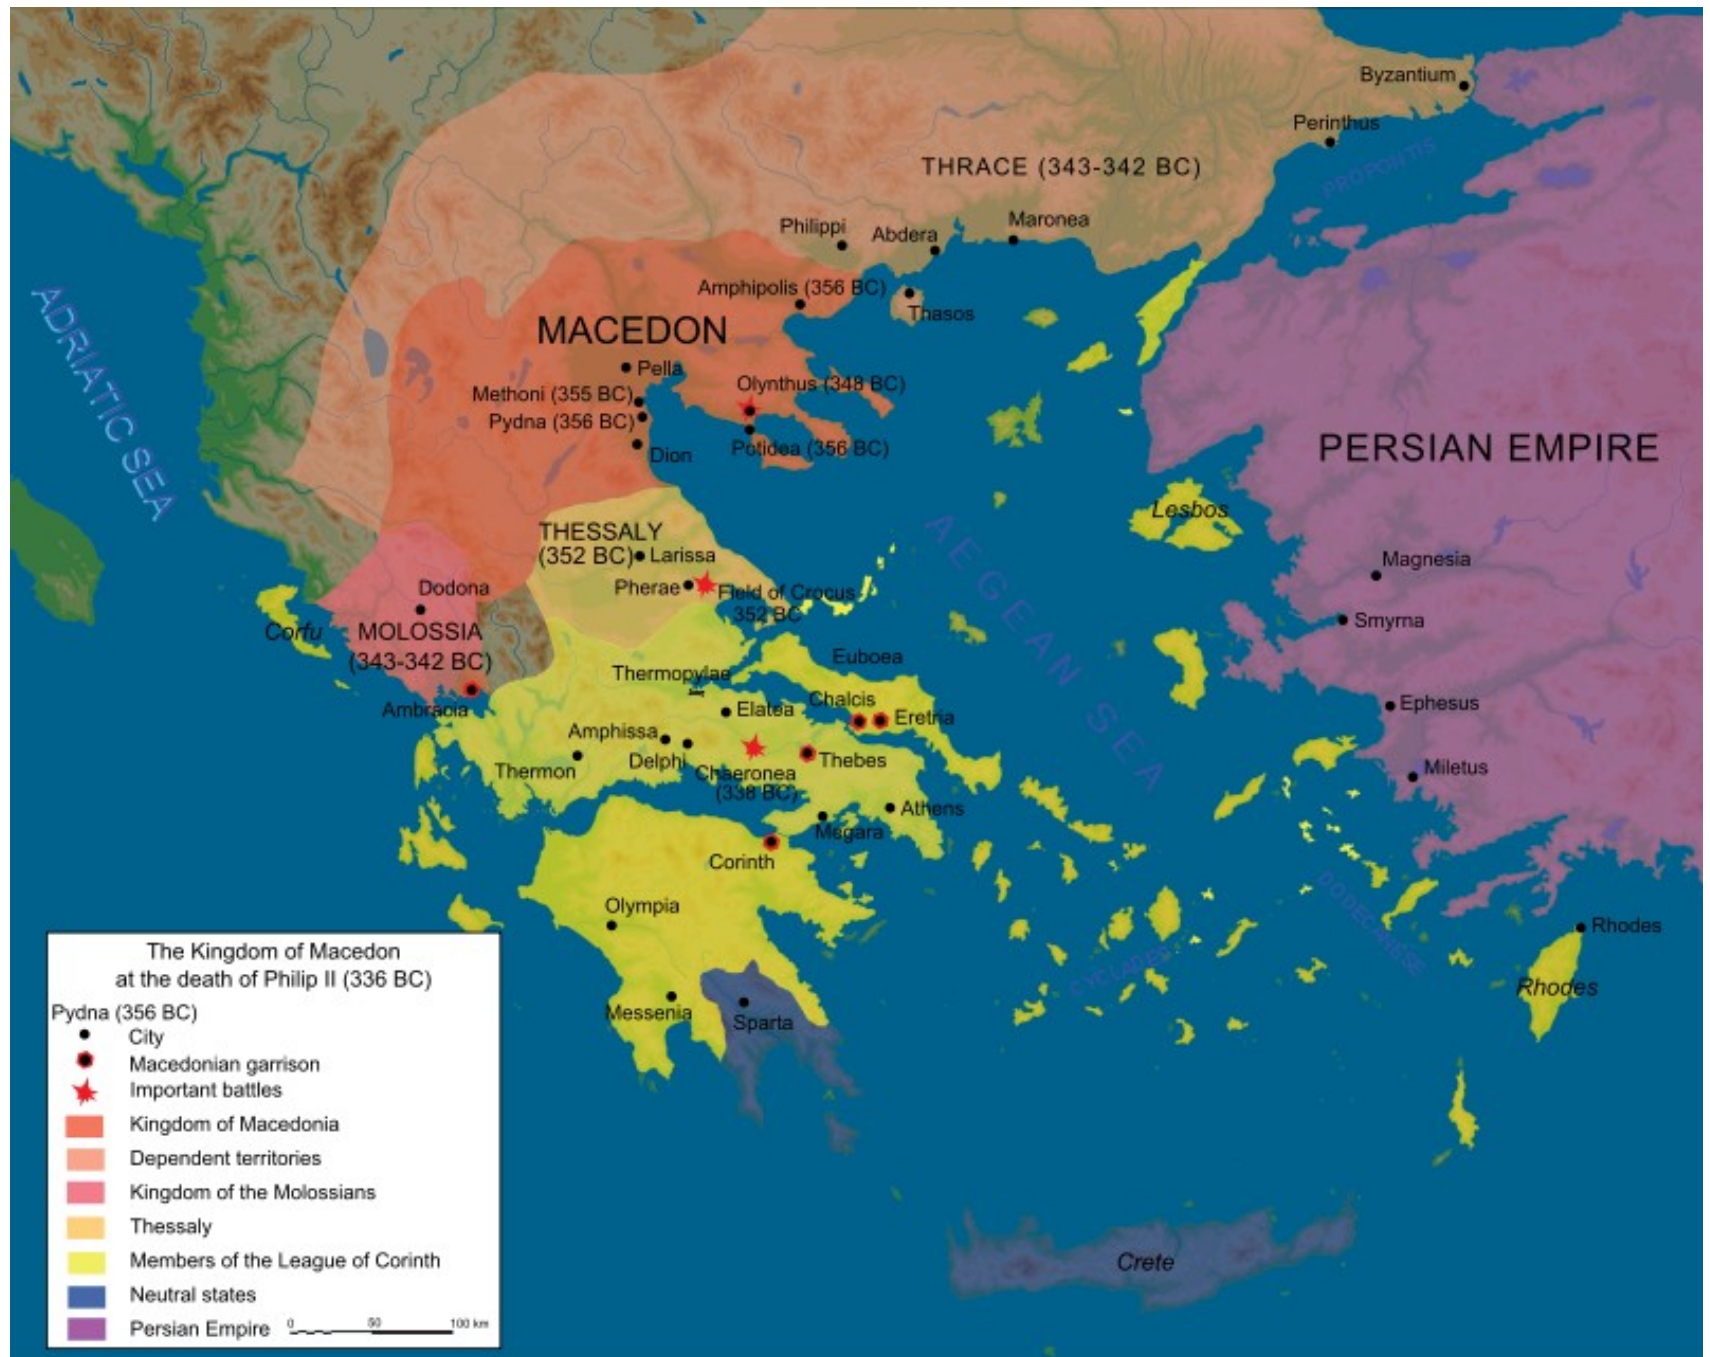 Byzantium
Perinthus
PROPONTIS
THRACE (343-342 BC)
Maronea
Philippi
Abdera
Amphipolis (356 BC)
Thasos
ADRIATIC SEA
MACEDON
Pella
Methoni (355 BC)
Olynthus (348 BC)
Pydna (356 BC)
Potidea (356 BC)
Dion
PERSIAN EMPIRE
Lesbos
THESSALY
(352 BC)
Larissa
AEGEAN SEA
Magnesia
Pherae
Field of Crocus
352 BC
Dodona
Smyrna
Corfu
MOLOSSIA
(343-342 BC)
Euboea
Thermopylae
Chalcis
Ambracia
Elatea
Eretria
Ephesus
Amphissa
Delphi
Thebes
Thermon
Chaeronea
(338 BC)
Miletus
Athens
Megara
Corinth
Olympia
DODECANESE
Rhodes
CYCLADES
Rhodes
Messenia
Sparta
Crete
The Kingdom of Macedon
at the death of Philip II (336 BC)
Pydna (356 BC)
City
Macedonian garrison
Important battles
Kingdom of Macedonia
Dependent territories
Kingdom of the Molossians
Thessaly
Members of the League of Corinth
Neutral states
Persian Empire
0 50 100 km